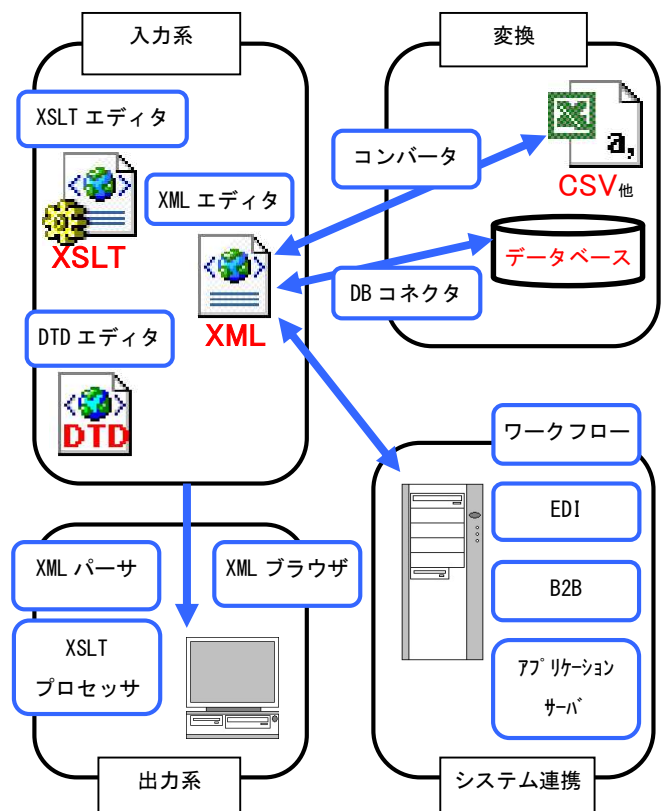 入力系
XSLT エディタ
XML エディタ
XSLT
XML
DTD エディタ
DTD
変換
コンバータ
a,
CSV他
データベース
DB コネクタ
XML パーサ
XML ブラウザ
XSLT
プロセッサ
出力系
ワークフロー
EDI
B2B
ｱﾌﾟﾘｹｰｼｮﾝ
ｻｰﾊﾞ
システム連携